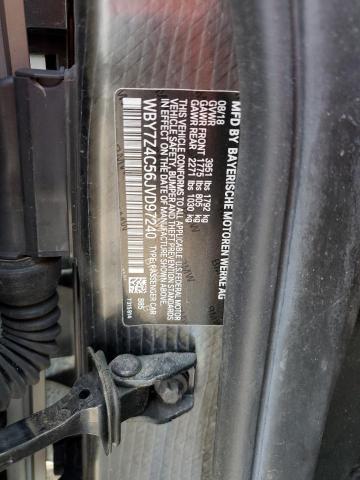 MFD BY BAYERISCHE MOTOREN WERKE AG
08/18
GVWR 3951 lbs 1792 kg
GAWR FRONT 1775 lbs 805 kg
GAWR REAR 2271 lbs 1030 kg
THIS VEHICLE CONFORMS TO ALL APPLICABLE U.S. FEDERAL MOTOR
VEHICLE SAFETY, BUMPER AND THEFT PREVENTION STANDARDS
IN EFFECT ON THE DATE OF MANUFACTURE SHOWN ABOVE
WBY7Z4C56JVD97240 TYPE: PASSENGER CAR